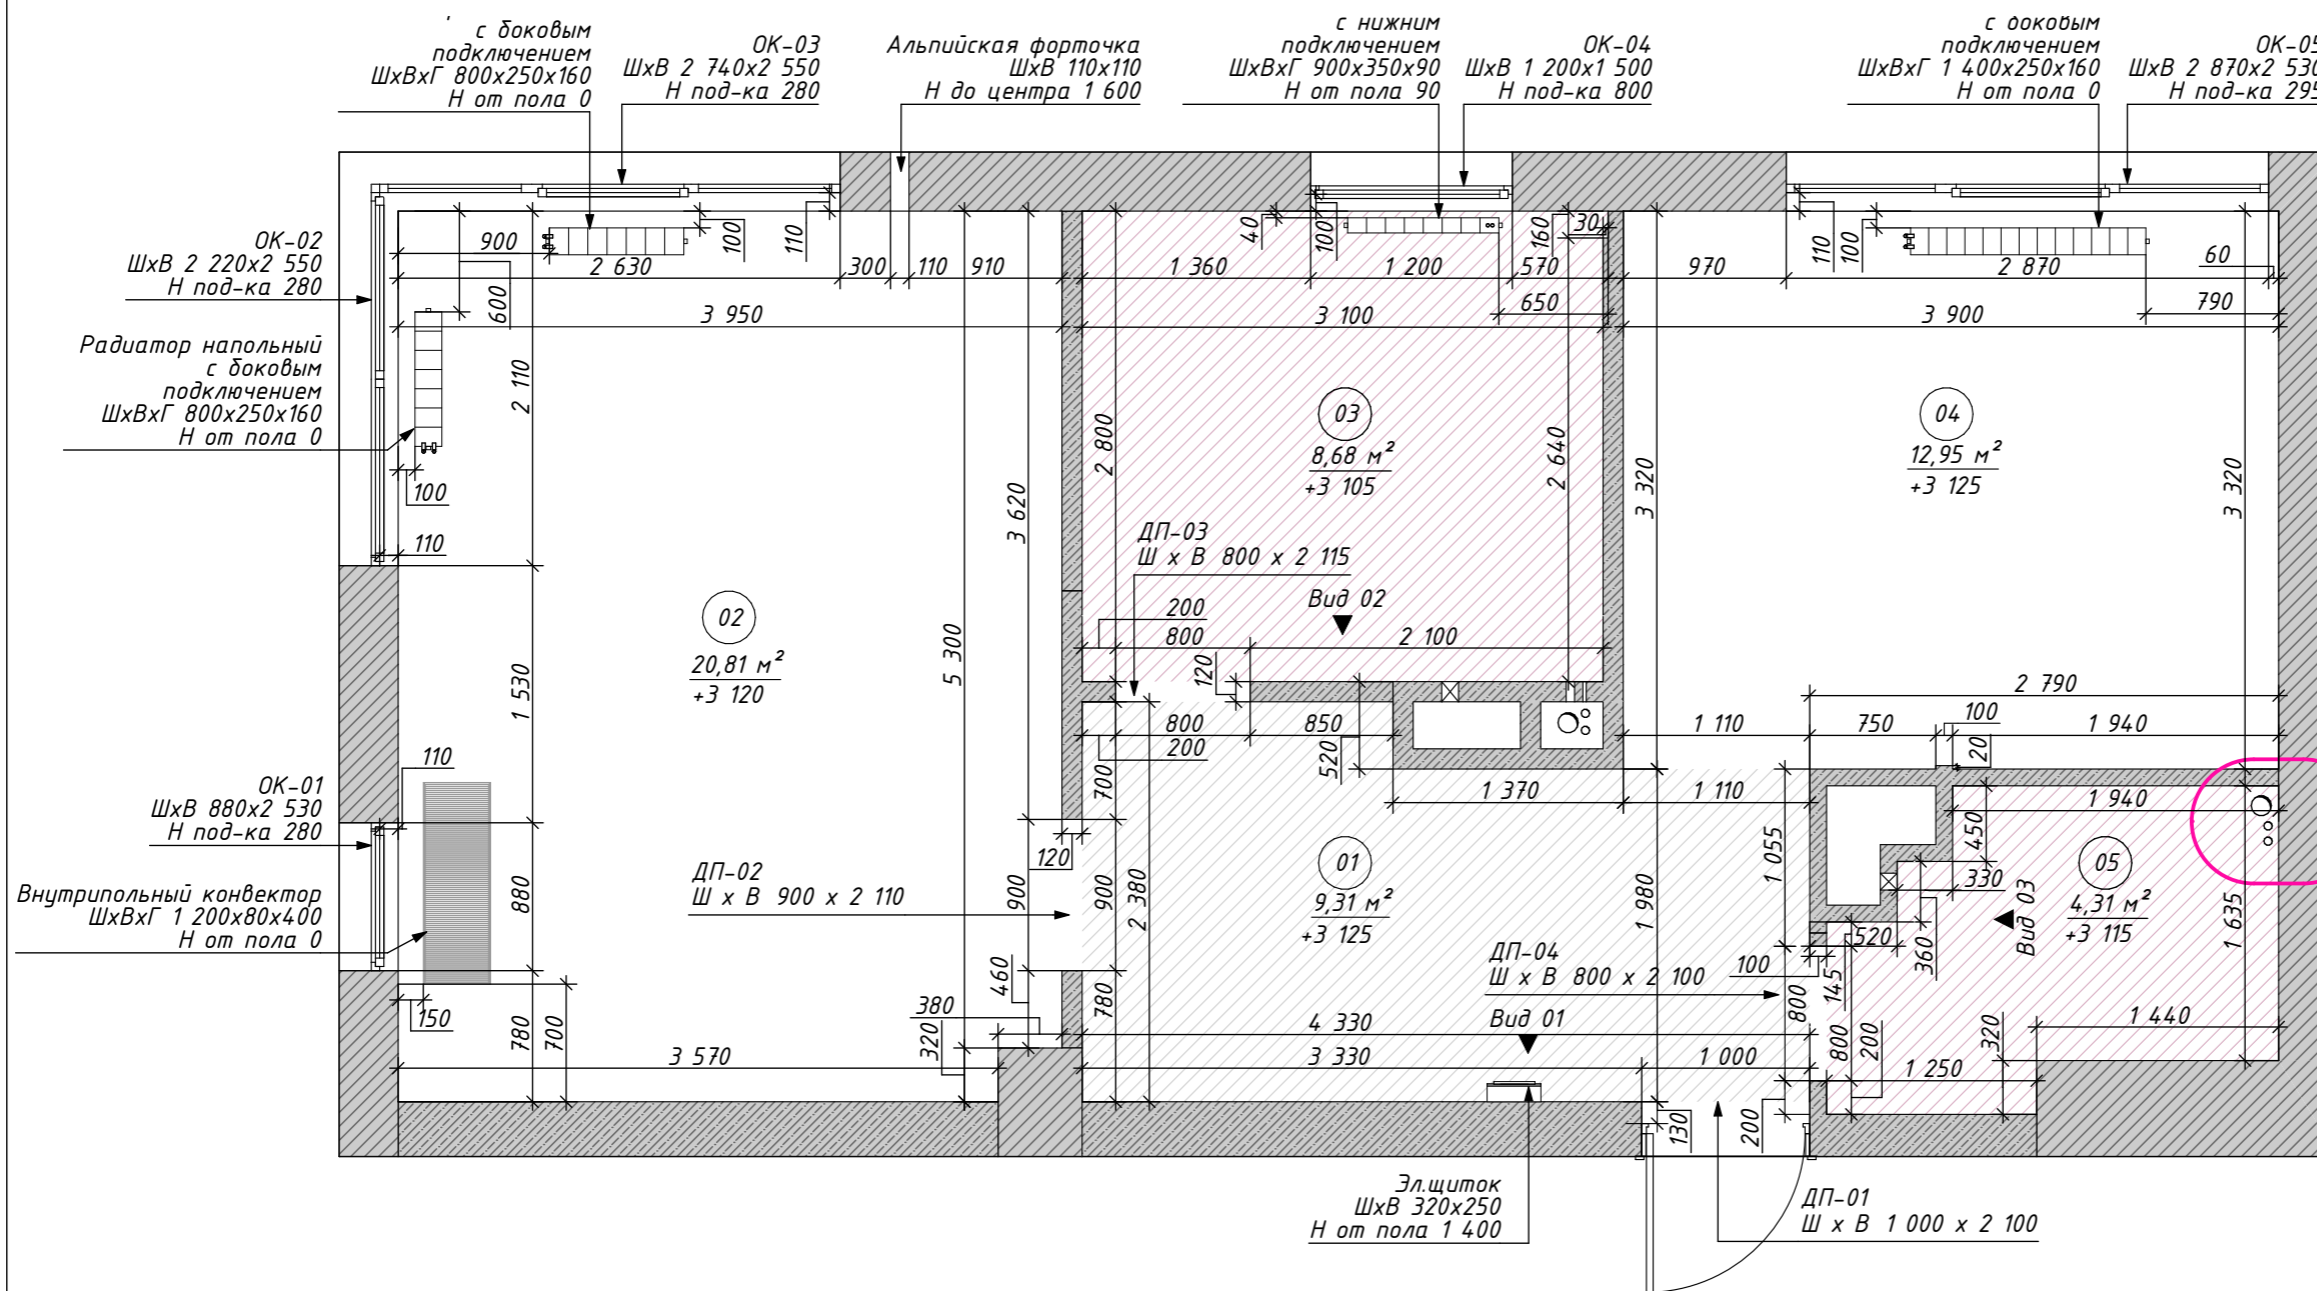 с боковым
подключением
ШхВхГ 800х250х160
Н от пола 0
ОК-03
ШхВ 2 740х2 550
Н под-ка 280
Альпийская форточка
ШхВ 110х110
Н до центра 1 600
с нижним
подключением
ШхВхГ 900х350х90
Н от пола 90
ОК-04
ШхВ 1 200х1 500
Н под-ка 800
с боковым
подключением
ШхВхГ 1 400х250х160
Н от пола 0
ОК-05
ШхВ 2 870х2 530
Н под-ка 295
ОК-02
ШхВ 2 220х2 550
Н под-ка 280
900
100
110
2 630
300
110
910
40
100
160
30
1 360
1 200
570
970
110
100
2 870
60
600
3 950
3 100
650
3 900
790
Радиатор напольный
с боковым
подключением
ШхВхГ 800х250х160
Н от пола 0
2 110
100
110
3 620
2 800
03
8,68 м²
+3 105
2 640
3 320
04
12,95 м²
+3 125
3 320
ДП-03
Ш х В 800 х 2 115
Вид 02
02
20,81 м²
+3 120
5 300
1 530
200
800
2 100
120
2 790
800
850
200
1 110
750
100
1 940
20
700
520
1 370
1 110
1 940
110
ОК-01
ШхВ 880х2 530
Н под-ка 280
Внутрипольный конвектор
ШхВхГ 1 200х80х400
Н от пола 0
880
ДП-02
Ш х В 900 х 2 110
120
900
900
2 380
01
9,31 м²
+3 125
1 980
1 055
450
330
05
4,31 м²
+3 115
Вид 03
1 635
520
360
ДП-04
Ш х В 800 х 2 100
100
145
800
150
780
700
380
460
320
780
4 330
Вид 01
3 570
3 330
1 000
800
200
1 250
320
1 440
130
200
Эл.щиток
ШхВ 320х250
Н от пола 1 400
ДП-01
Ш х В 1 000 х 2 100